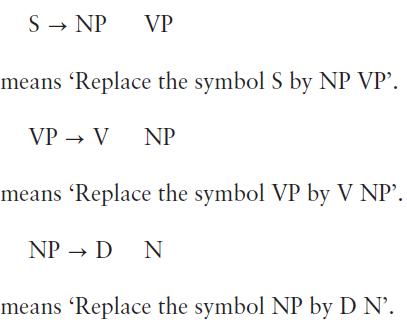 S → NP VP
means ‘Replace the symbol S by NP VP’.
VP → V NP
means ‘Replace the symbol VP by V NP’.
NP → D N
means ‘Replace the symbol NP by D N’.